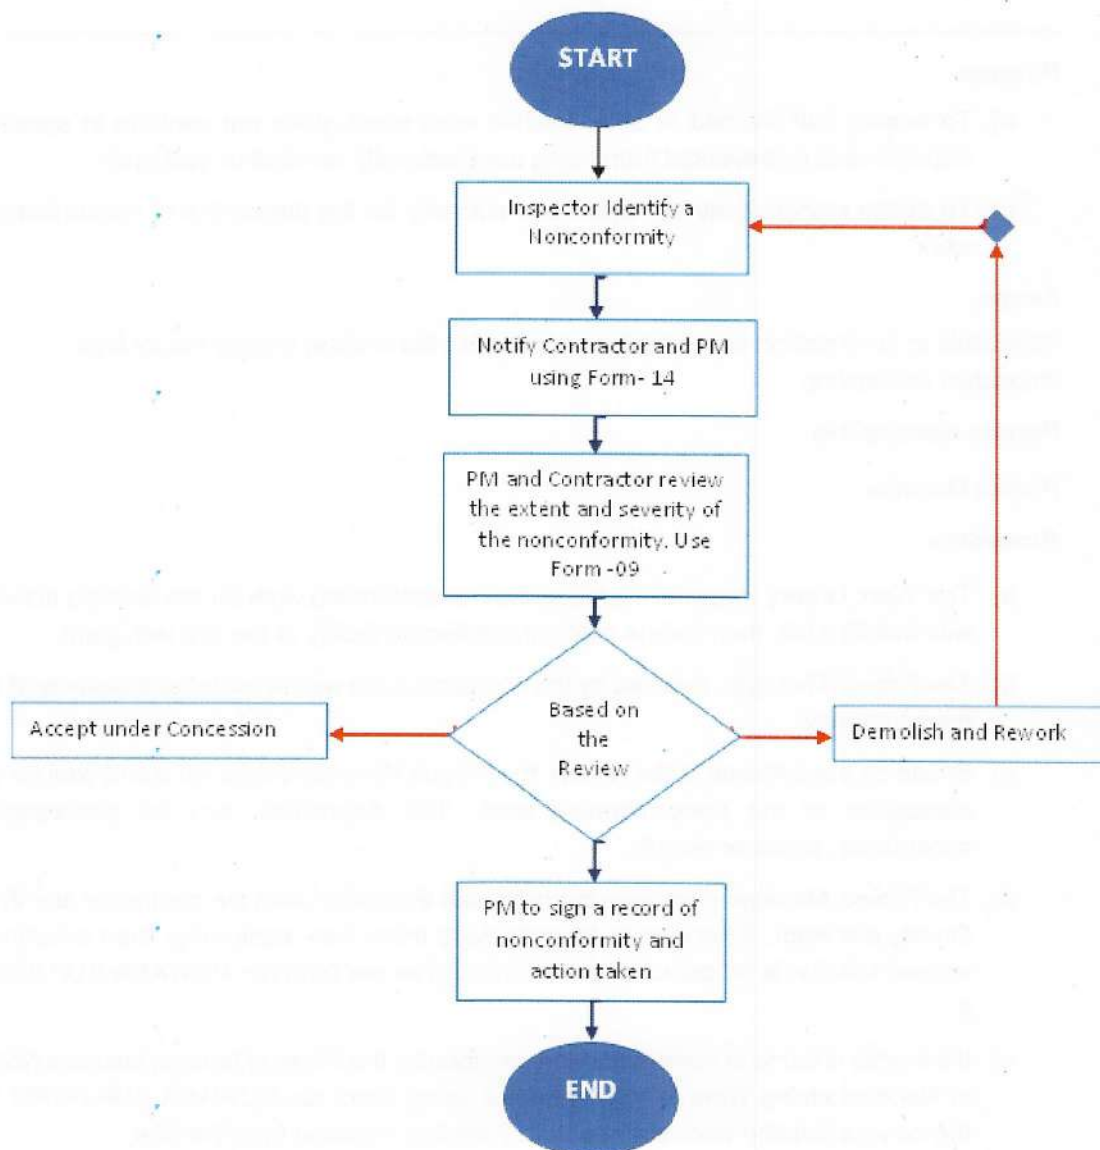 START
Inspector Identify a
Nonconformity
Notify Contractor and PM
using Form- 14
PM and Contractor review
the extent and severity of
the nonconformity. Use
Form -09
Based on
the
Review
Accept under Concession
Demolish and Rework
PM to sign a record of
nonconformity and
action taken
END